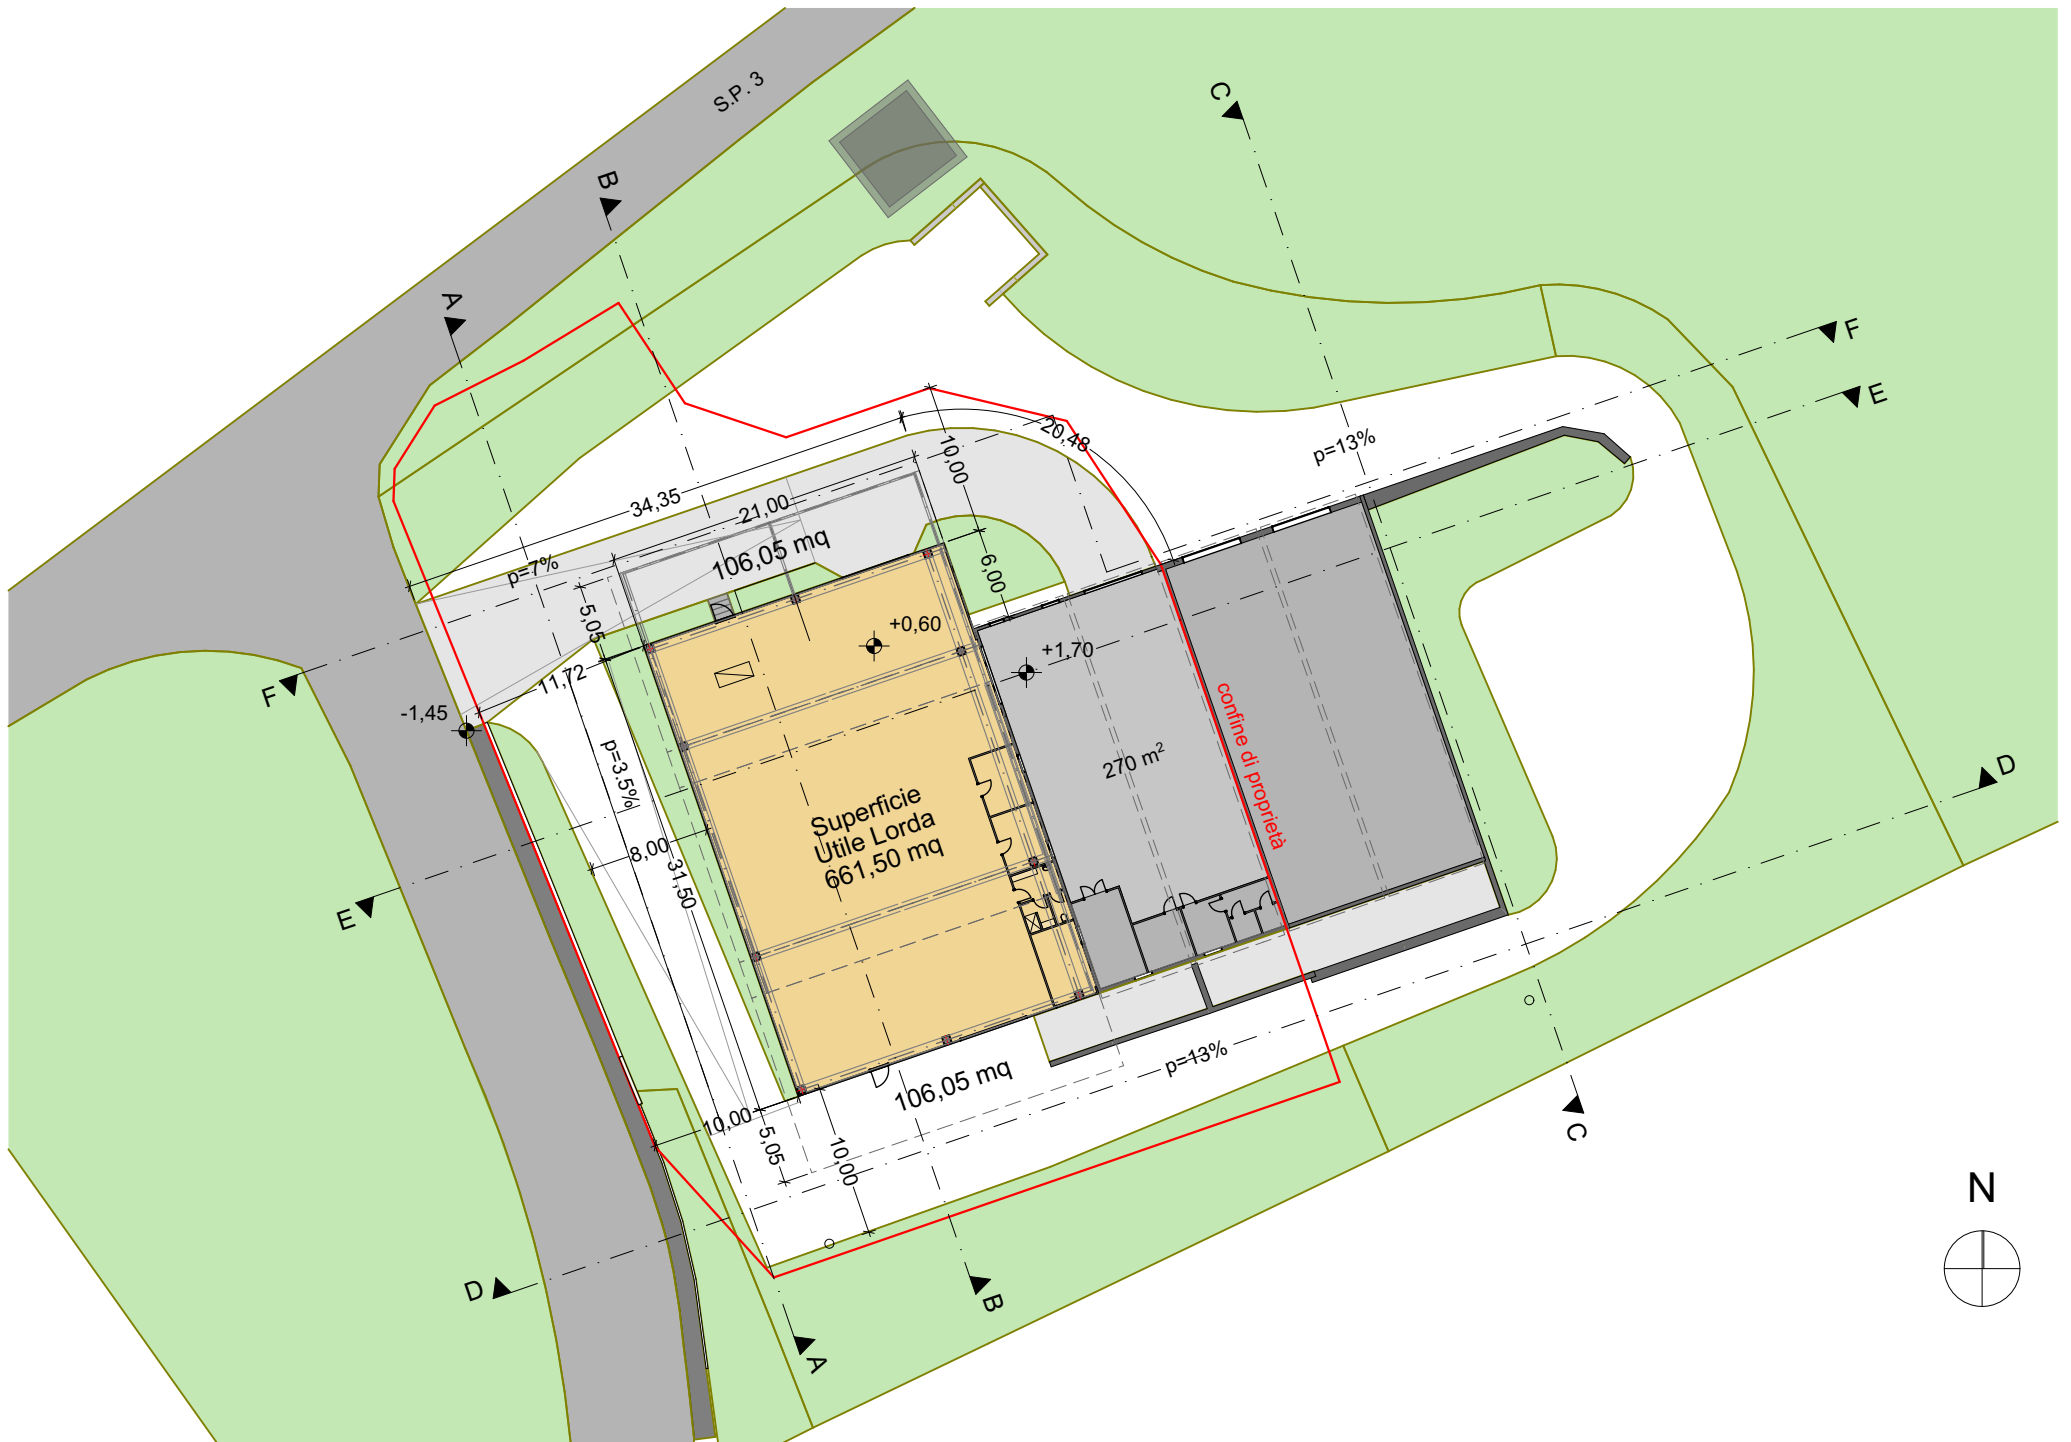 S.P. 3
C
B
A
F
E
20,48
p=13%
10,00
34,35
21,00
106,05 mq
p=7%
6,00
5,05
+0,60
+1,70
11,72
F
-1,45
confine di proprietà
p=3.5%
270 m²
D
Superficie
Utile Lorda
661,50 mq
8,00
31,50
E
p=13%
106,05 mq
10,00
5,05
10,00
C
N
D
B
A